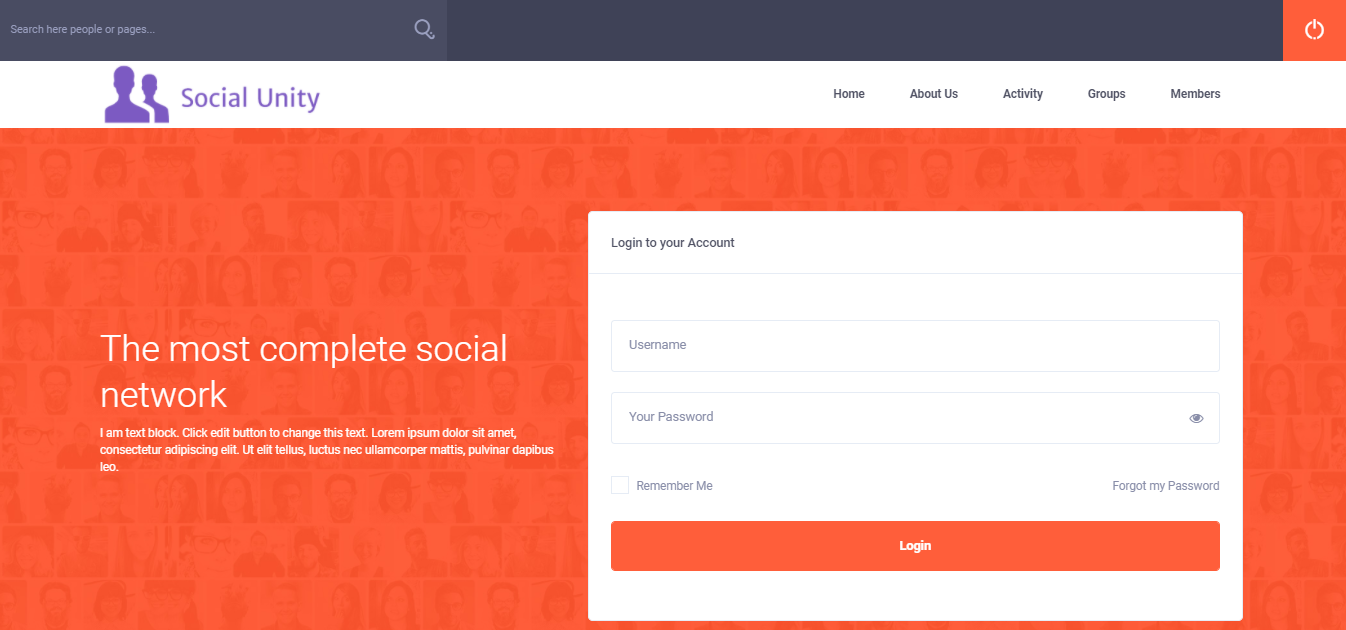 Search here people or pages...
Social Unity
Home
About Us
Activity
Groups
Members
Login to your Account
Username
Your Password
Remember Me
Forgot my Password
Login
The most complete social
network
I am text block. Click edit button to change this text. Lorem ipsum dolor sit amet,
consectetur adipiscing elit. Ut elit tellus, luctus nec ullamcorper mattis, pulvinar dapibus
leo.